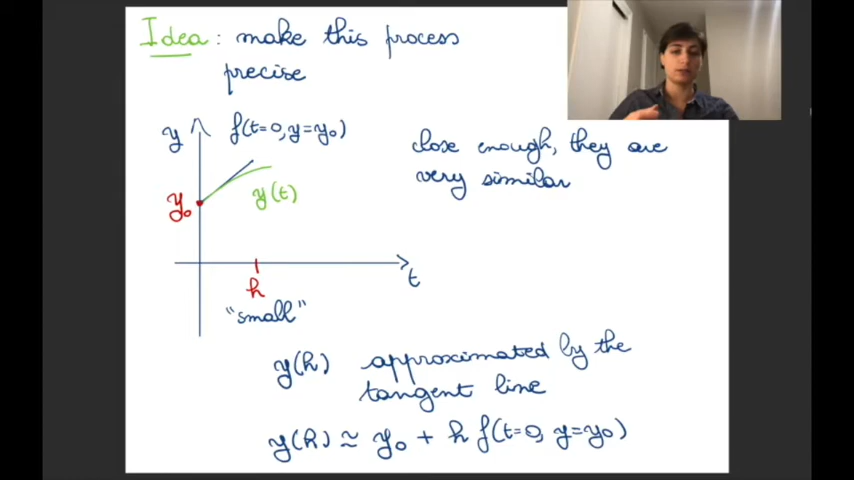 Idea: make this process
precise
y
f(t=0, y=y₀)
close enough, they are
very similar
y(t)
y₀
h
t
"small"
y(h) approximated by the
tangent line
y(h) ≈ y₀ + h f(t=0, y=y₀)